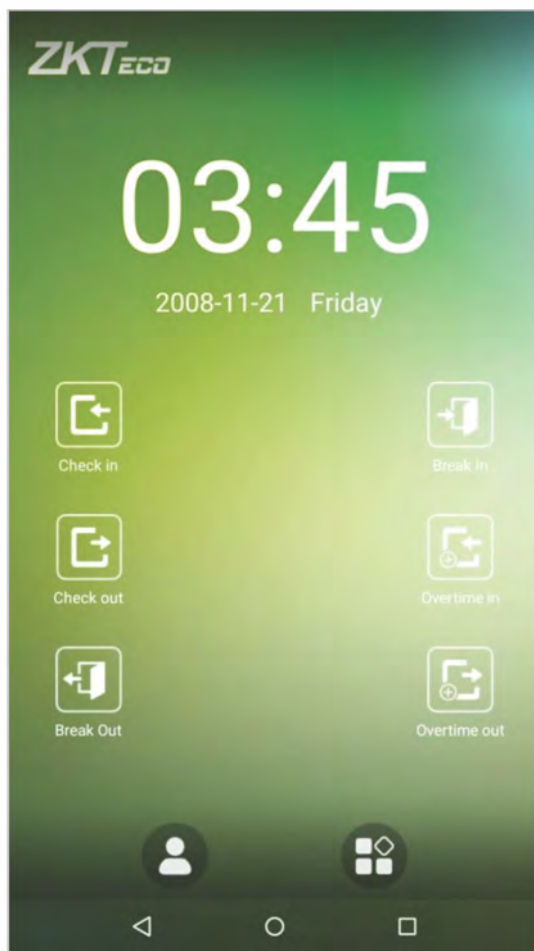 ZKTECO
03:45
2008-11-21 Friday
Check in
Break In
Check out
Overtime in
Break Out
Overtime out